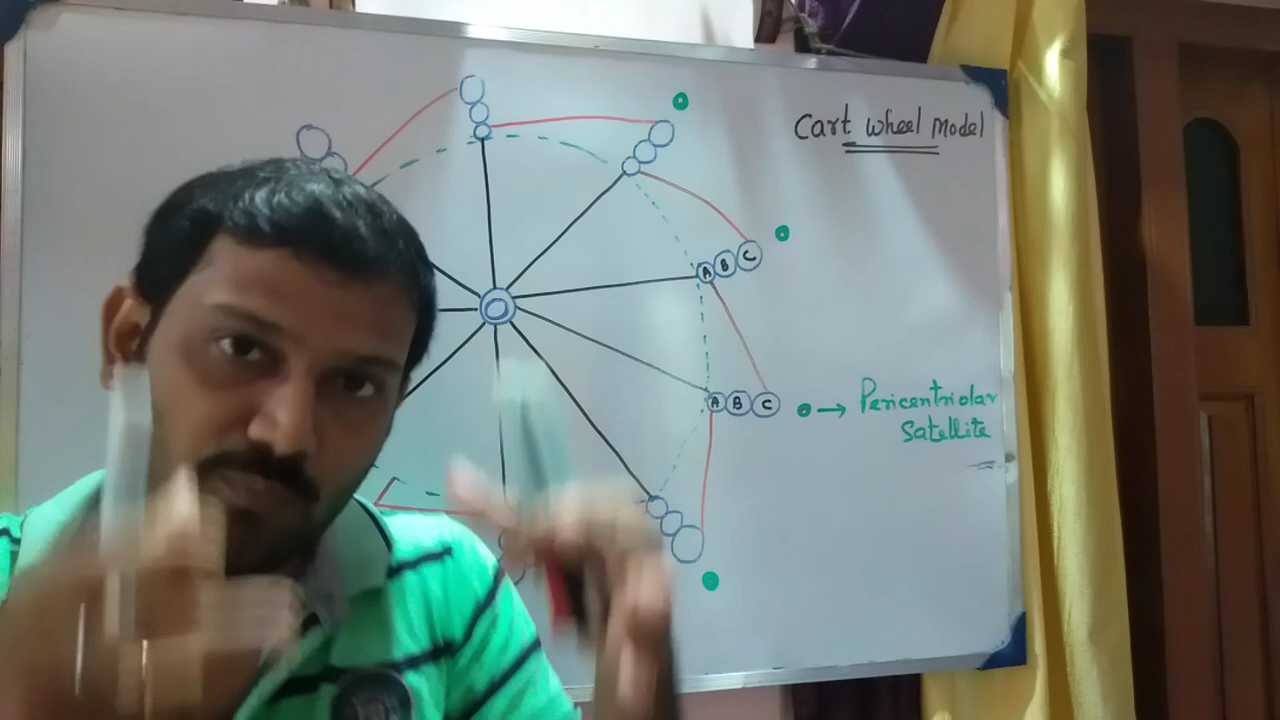 Cart wheel Model
A B C
A B C
Pericentriolar
Satellite